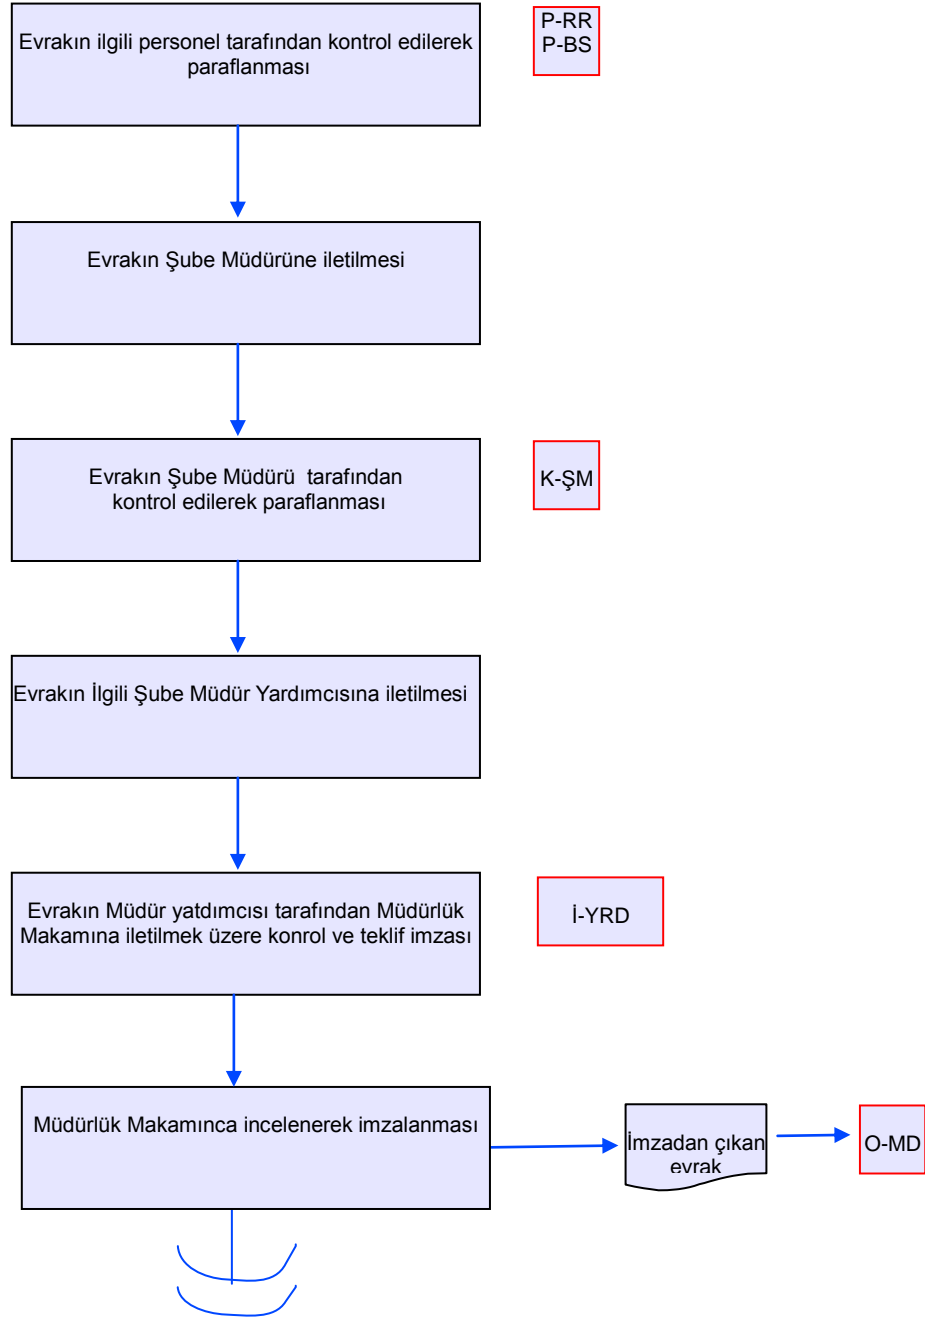 Evrakın ilgili personel tarafından kontrol edilerek
paraflanması
P-RR
P-BS
Evrakın Şube Müdürüne iletilmesi
Evrakın Şube Müdürü tarafından
kontrol edilerek paraflanması
K-ŞM
Evrakın İlgili Şube Müdür Yardımcısına iletilmesi
Evrakın Müdür yatdımcısı tarafından Müdürlük
Makamına iletilmek üzere konrol ve teklif imzası
İ-YRD
Müdürlük Makamınca incelenerek imzalanması
İmzadan çıkan
evrak
O-MD